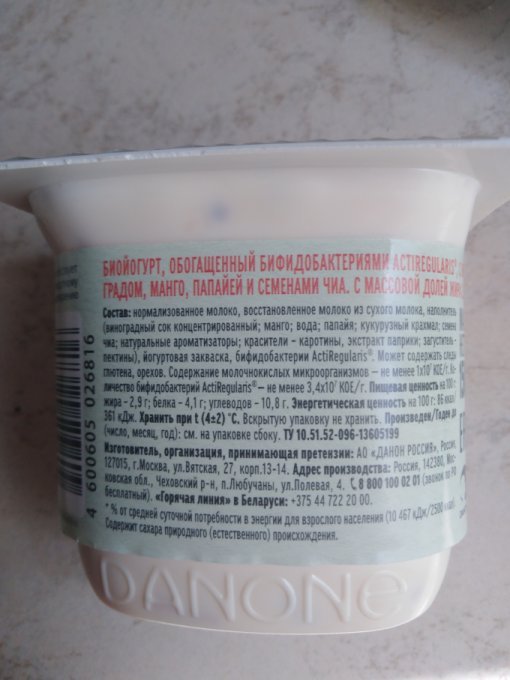 БИОЙОГУРТ, ОБОГАЩЕННЫЙ БИФИДОБАКТЕРИЯМИ ACTIREGULARIS®,
ГРАДОМ, МАНГО, ПАПАЙЕЙ И СЕМЕНАМИ ЧИА. С МАССОВОЙ ДОЛЕЙ
Состав: нормализованное молоко, восстановленное молоко из сухого молока, наполнитель
(виноградный сок концентрированный; манго; вода; папайя; кукурузный крахмал; семена
чиа; натуральные ароматизаторы; красители - каротины, экстракт паприки; загустители-
пектины), йогуртовая закваска, бифидобактерии ActiRegularis®. Может содержать следы
глютена, орехов. Содержание молочнокислых микроорганизмов – не менее 1x10⁷ КОЕ/г. Ко-
личество бифидобактерий ActiRegularis® – не менее 3,4x10⁷ КОЕ/г. Пищевая ценность на 100 г:
жира - 2,9 г; белка - 4,1 г; углеводов - 10,8 г. Энергетическая ценность на 100 г: 86 ккал/
361 кДж. Хранить при t (4±2) °С. Вскрытую упаковку не хранить. Произведен/Годен до
(число, месяц, год): см. на упаковке сбоку. ТУ 10.51.52-096-13605199
Изготовитель, организация, принимающая претензии: АО «ДАНОН РОССИЯ», Россия,
127015, г.Москва, ул.Вятская, 27, корп.13-14. Адрес производства: Россия, 142380, Мос-
ковская обл., Чеховский р-н, п.Любучаны, ул.Полевая, 4. 8 800 100 02 01 (звонок по РФ
бесплатный). «Горячая линия» в Беларуси: +375 44 722 20 00.
* % от средней суточной потребности в энергии для взрослого населения (10 467 кДж/2500 ккал).
Содержит сахара природного (естественного) происхождения.
4 600605 026816
DANONE